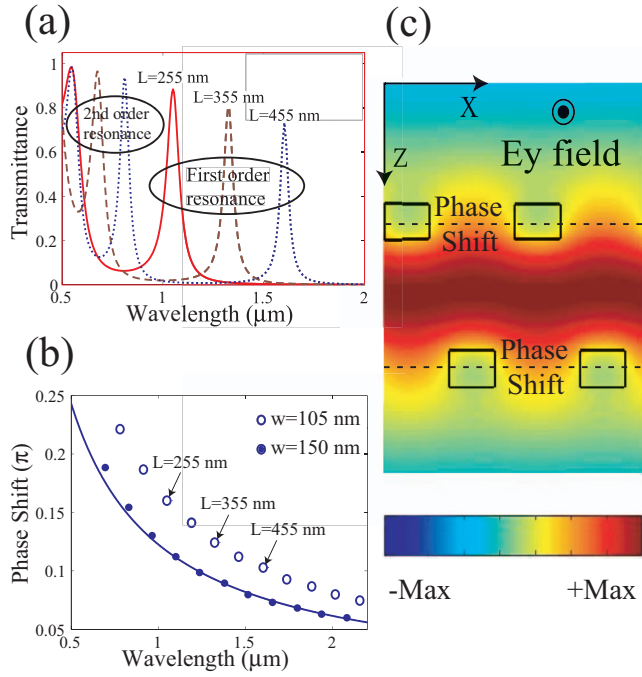 (a)
L=255 nm
L=355 nm
L=455 nm
2nd order
resonance
First order
resonance
Transmittance
1
0.8
0.6
0.4
0.2
0
0.5
1
1.5
2
Wavelength (μm)
(b)
w=105 nm
w=150 nm
L=255 nm
L=355 nm
L=455 nm
Phase Shift (π)
0.25
0.2
0.15
0.1
0.05
0.5
1
1.5
2
Wavelength (μm)
(c)
X
Z
Ey field
Phase
Shift
Phase
Shift
-Max
+Max